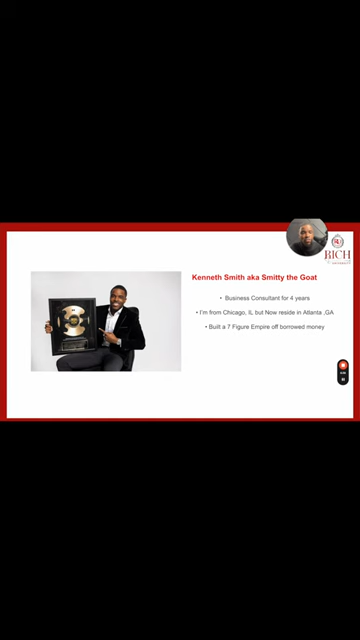 RICH
UNIVERSITY
Kenneth Smith aka Smitty the Goat
• Business Consultant for 4 years
• I'm from Chicago, IL but Now reside in Atlanta ,GA
• Built a 7 Figure Empire off borrowed money